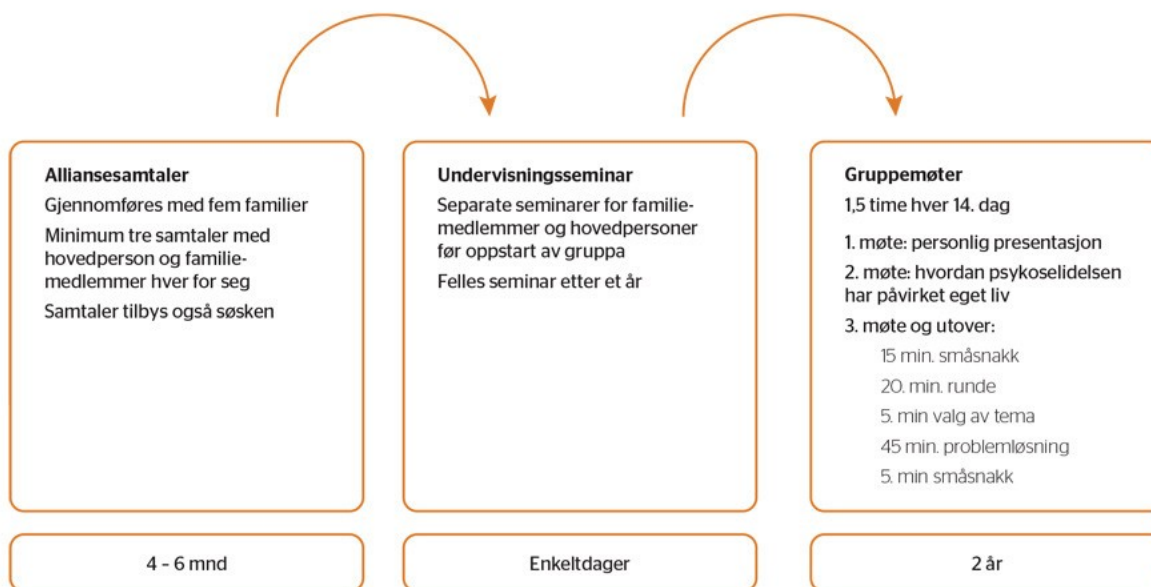 Alliansesamtaler
Gjennomføres med fem familier
Minimum tre samtaler med
hovedperson og familie-
medlemmer hver for seg
Samtaler tilbys også søsken
4 – 6 mnd
Undervisningsseminar
Separate seminarer for familie-
medlemmer og hovedpersoner
før oppstart av gruppa
Felles seminar etter et år
Enkeltdager
Gruppemøter
1,5 time hver 14. dag
1. møte: personlig presentasjon
2. møte: hvordan psykoselidelsen
har påvirket eget liv
3. møte og utover:
15 min. småsnakk
20. min. runde
5. min valg av tema
45 min. problemløsning
5. min småsnakk
2 år